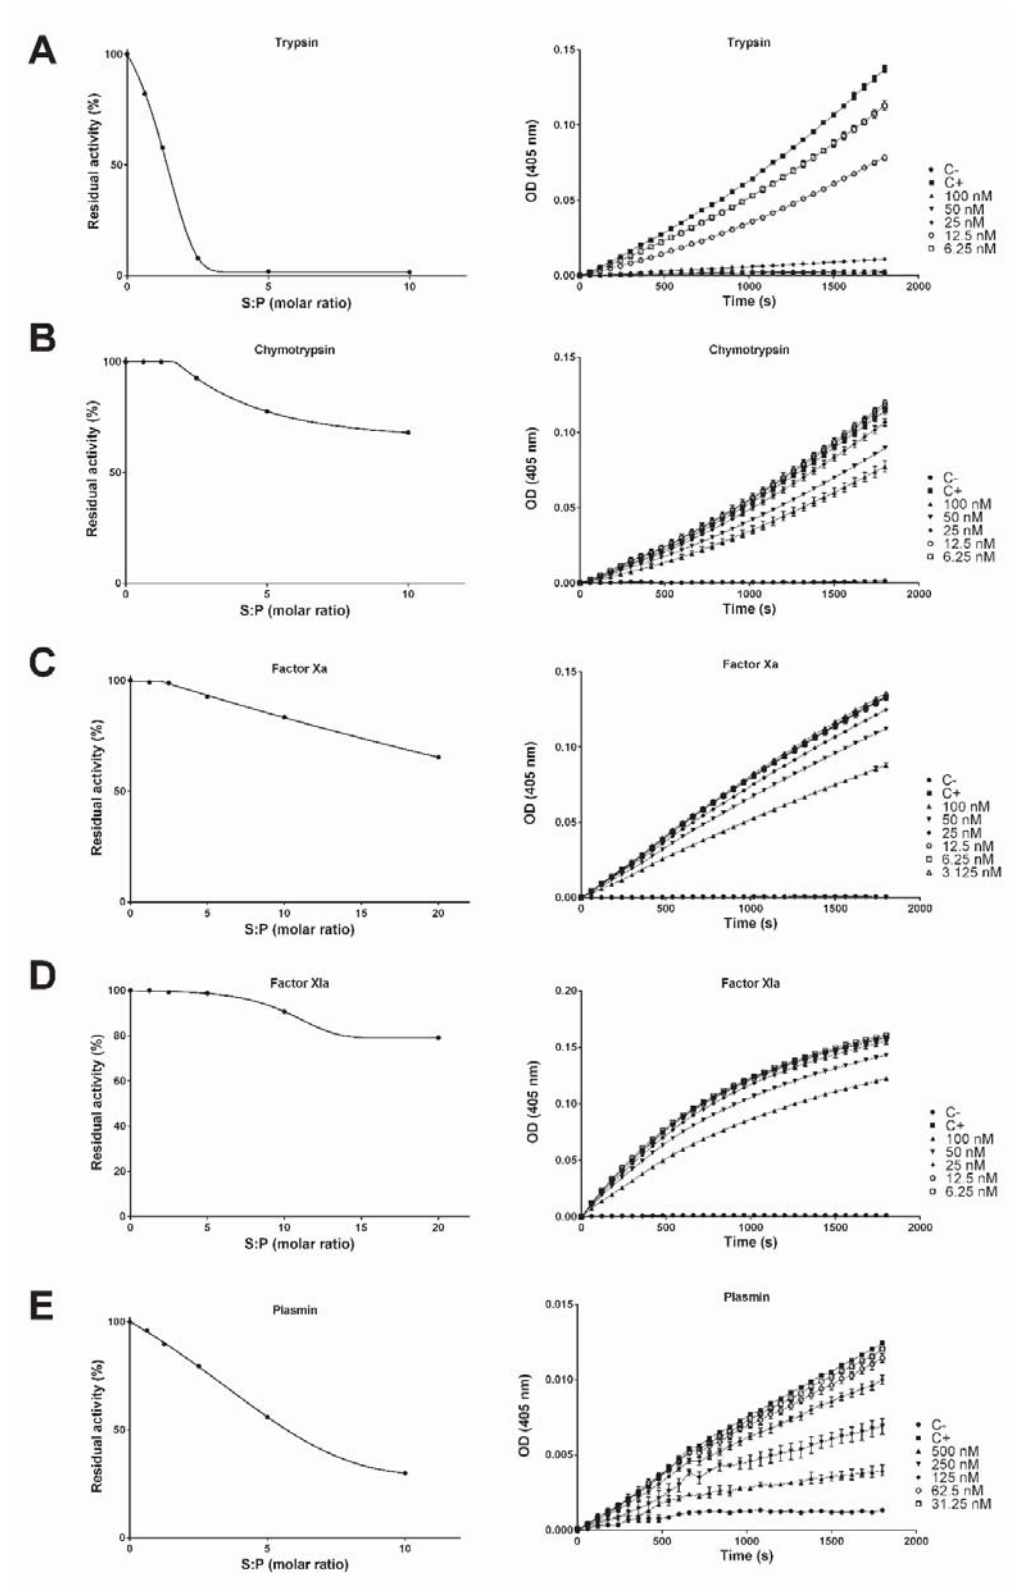 A
Trypsin
100
50
0
Residual activity (%)
0 5 10
S:P (molar ratio)
Trypsin
0.15
0.10
0.05
0.00
OD (405 nm)
0 500 1000 1500 2000
Time (s)
C-
C+
100 nM
50 nM
25 nM
12.5 nM
6.25 nM
B
Chymotrypsin
100
50
0
Residual activity (%)
0 5 10
S:P (molar ratio)
Chymotrypsin
0.15
0.10
0.05
0.00
OD (405 nm)
0 500 1000 1500 2000
Time (s)
C-
C+
100 nM
50 nM
25 nM
12.5 nM
6.25 nM
C
Factor Xa
100
50
0
Residual activity (%)
0 5 10 15 20
S:P (molar ratio)
Factor Xa
0.15
0.10
0.05
0.00
OD (405 nm)
0 500 1000 1500 2000
Time (s)
C-
C+
100 nM
50 nM
25 nM
12.5 nM
6.25 nM
3.125 nM
D
Factor XIa
100
80
60
40
20
0
Residual activity (%)
0 5 10 15 20
S:P (molar ratio)
Factor XIa
0.20
0.15
0.10
0.05
0.00
OD (405 nm)
0 500 1000 1500 2000
Time (s)
C-
C+
100 nM
50 nM
25 nM
12.5 nM
6.25 nM
E
Plasmin
100
50
0
Residual activity (%)
0 5 10
S:P (molar ratio)
Plasmin
0.015
0.010
0.005
0.000
OD (405 nm)
0 500 1000 1500 2000
Time (s)
C-
C+
500 nM
250 nM
125 nM
62.5 nM
31.25 nM